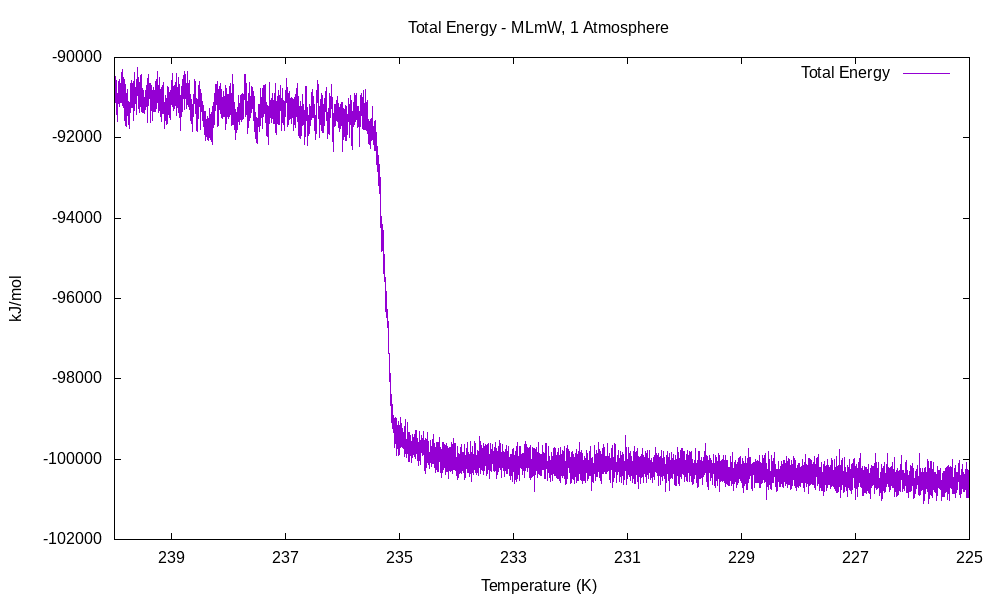 Total Energy - MLmW, 1 Atmosphere
Total Energy
-90000
-92000
-94000
-96000
-98000
-100000
-102000
kJ/mol
239 237 235 233 231 229 227 225
Temperature (K)